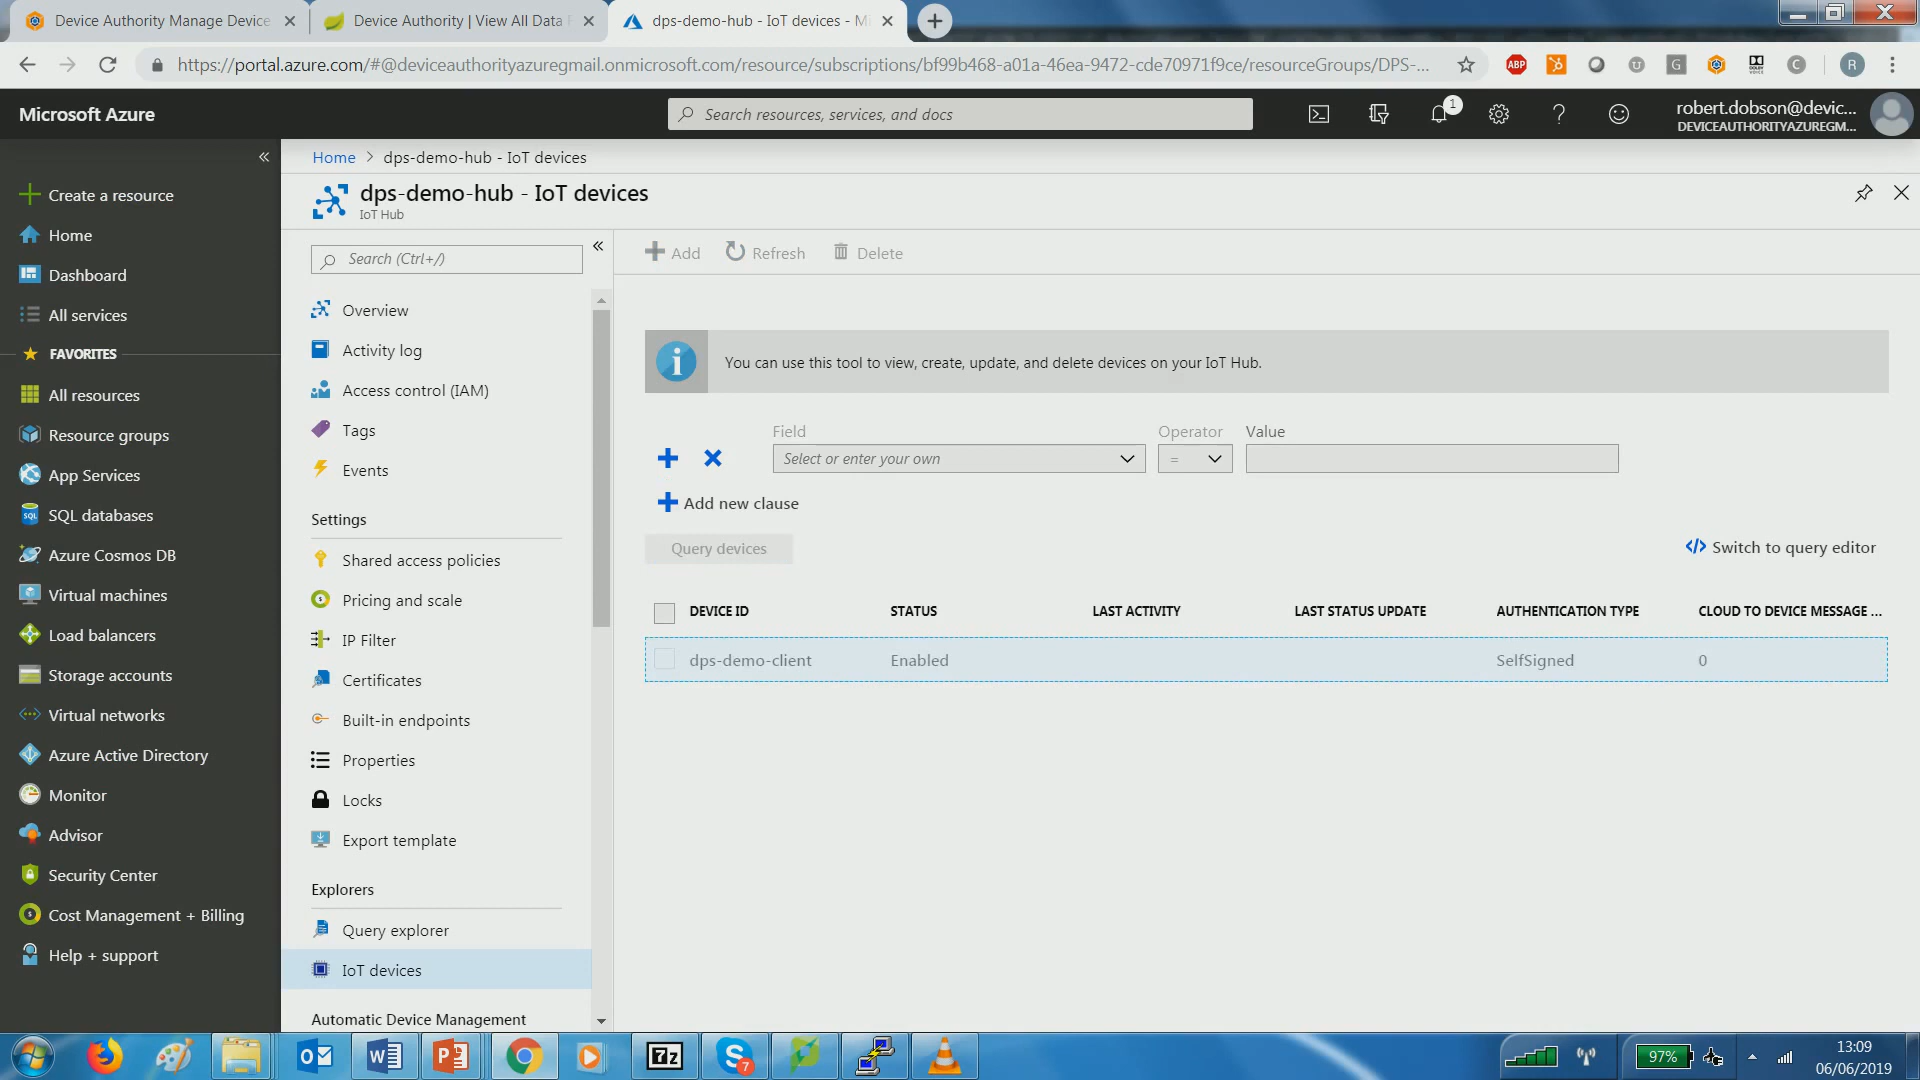 Device Authority Manage Device
Device Authority | View All Data
dps-demo-hub - IoT devices - M
https://portal.azure.com/#@deviceauthorityazuregmail.onmicrosoft.com/resource/subscriptions/bf99b468-a01a-46ea-9472-cde70971f9ce/resourceGroups/DPS-...
ABP
U
G
C
R
Microsoft Azure
Search resources, services, and docs
1
robert.dobson@devic...
DEVICEAUTHORITYAZUREGM...
Create a resource
Home
Dashboard
All services
FAVORITES
All resources
Resource groups
App Services
SQL databases
Azure Cosmos DB
Virtual machines
Load balancers
Storage accounts
Virtual networks
Azure Active Directory
Monitor
Advisor
Security Center
Cost Management + Billing
Help + support
Home > dps-demo-hub - IoT devices
dps-demo-hub - IoT devices
IoT Hub
Search (Ctrl+/)
Overview
Activity log
Access control (IAM)
Tags
Events
Settings
Shared access policies
Pricing and scale
IP Filter
Certificates
Built-in endpoints
Properties
Locks
Export template
Explorers
Query explorer
IoT devices
Automatic Device Management
Add Refresh Delete
You can use this tool to view, create, update, and delete devices on your IoT Hub.
Field Operator Value
Select or enter your own =
Add new clause
Query devices
Switch to query editor
DEVICE ID STATUS LAST ACTIVITY LAST STATUS UPDATE AUTHENTICATION TYPE CLOUD TO DEVICE MESSAGE ...
dps-demo-client Enabled SelfSigned 0
7z
7
97%
13:09
06/06/2019